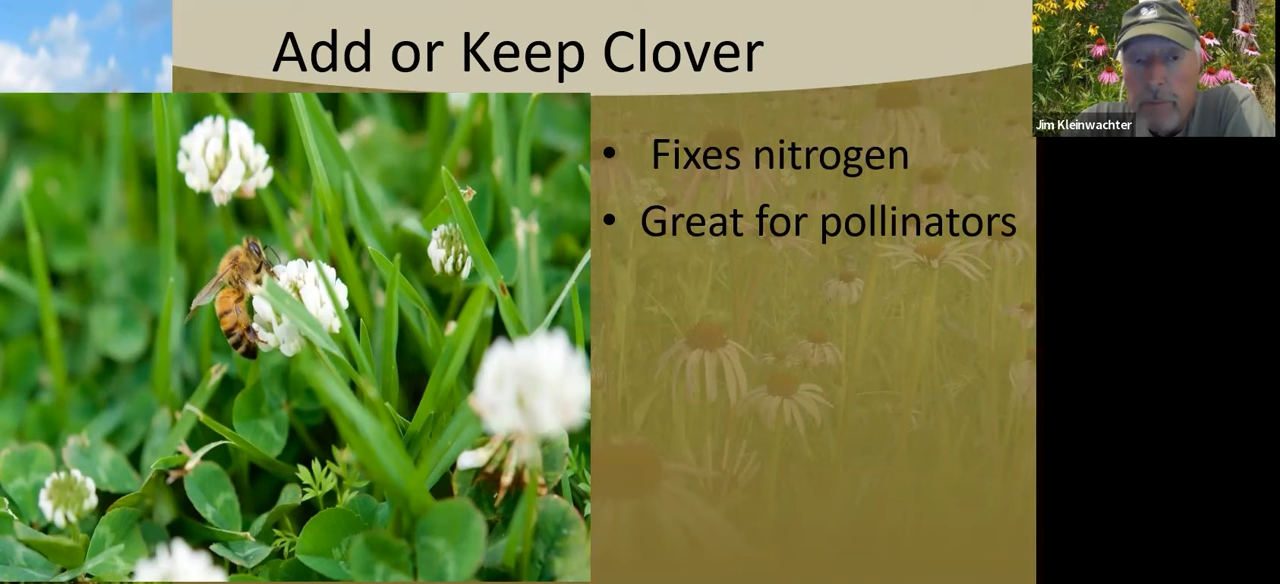 Add or Keep Clover
Jim Kleinwachter
• Fixes nitrogen
• Great for pollinators